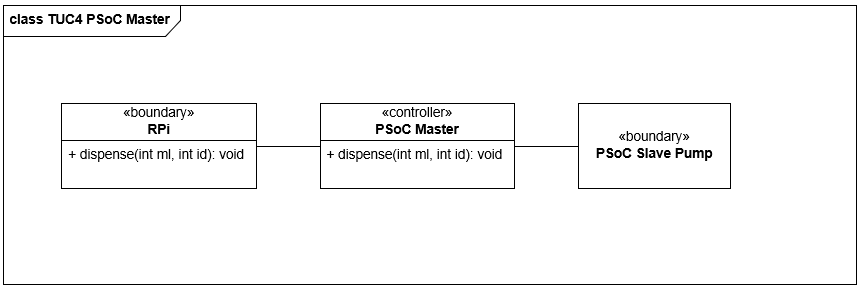 class TUC4 PSoC Master
«boundary»
RPi
+ dispense(int ml, int id): void
«controller»
PSoC Master
+ dispense(int ml, int id): void
«boundary»
PSoC Slave Pump